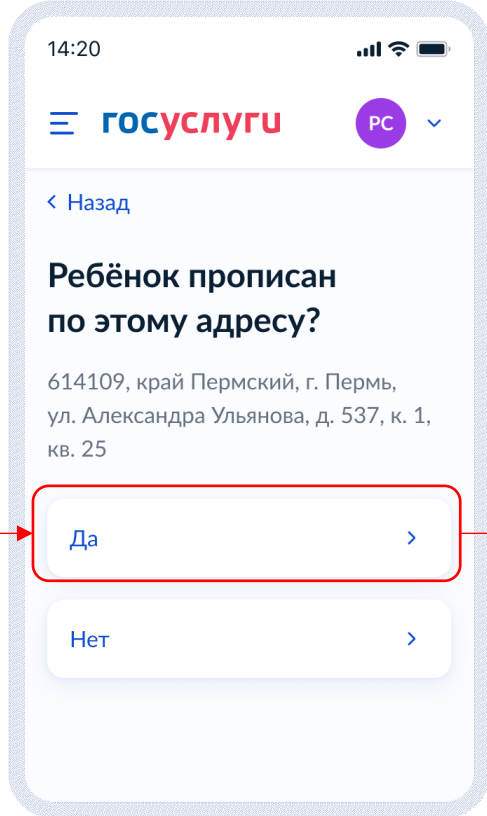 14:20
госуслуги
РС
Назад
Ребёнок прописан
по этому адресу?
614109, край Пермский, г. Пермь,
ул. Александра Ульянова, д. 537, к. 1,
кв. 25
Да
Нет